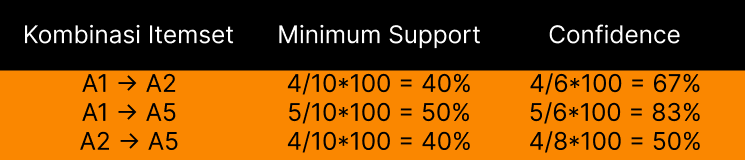 Kombinasi Itemset Minimum Support Confidence
A1 → A2 4/10*100 = 40% 4/6*100 = 67%
A1 → A5 5/10*100 = 50% 5/6*100 = 83%
A2 → A5 4/10*100 = 40% 4/8*100 = 50%